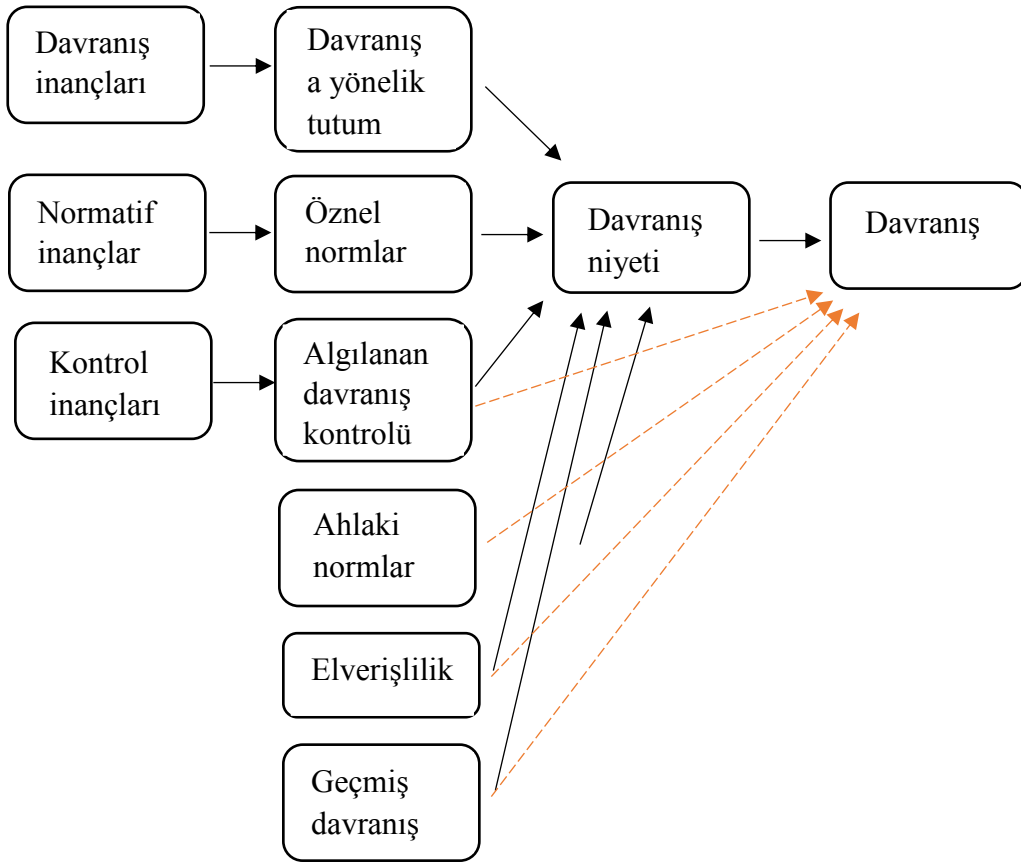 Davranış
inançları
Davranış
a yönelik
tutum
Normatif
inançlar
Öznel
normlar
Davranış
niyeti
Davranış
Kontrol
inançları
Algılanan
davranış
kontrolü
Ahlaki
normlar
Elverişlilik
Geçmiş
davranış